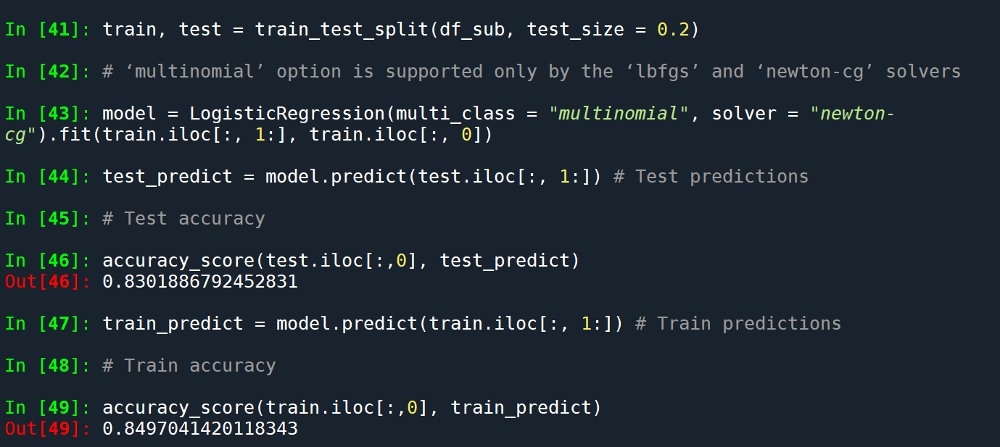 In [41]: train, test = train_test_split(df_sub, test_size = 0.2)
In [42]: # ‘multinomial’ option is supported only by the ‘lbfgs’ and ‘newton-cg’ solvers
In [43]: model = LogisticRegression(multi_class = "multinomial", solver = "newton-
cg").fit(train.iloc[:, 1:], train.iloc[:, 0])
In [44]: test_predict = model.predict(test.iloc[:, 1:]) # Test predictions
In [45]: # Test accuracy
In [46]: accuracy_score(test.iloc[:,0], test_predict)
Out[46]: 0.8301886792452831
In [47]: train_predict = model.predict(train.iloc[:, 1:]) # Train predictions
In [48]: # Train accuracy
In [49]: accuracy_score(train.iloc[:,0], train_predict)
Out[49]: 0.8497041420118343